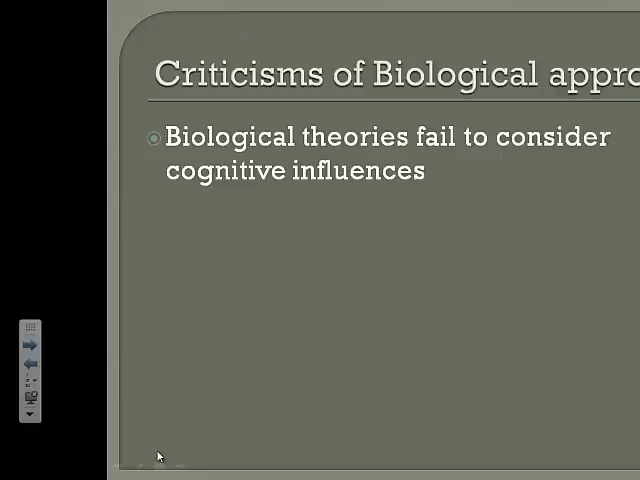 Criticisms of Biological appro
Biological theories fail to consider
cognitive influences